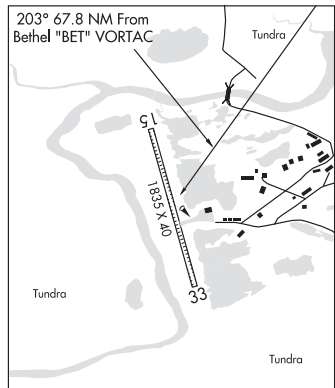 203° 67.8 NM From
Bethel "BET" VORTAC
Tundra
15
1835 X 40
33
Tundra
Tundra